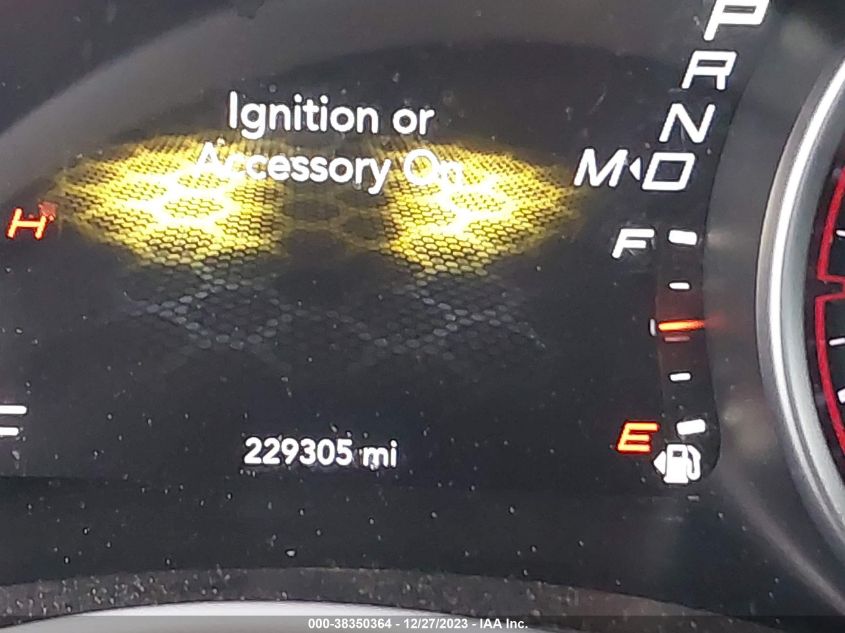 P
R
N
M D
Ignition or
Accessory On
H
F
E
229305 mi
000-38350364 - 12/27/2023 - IAA Inc.